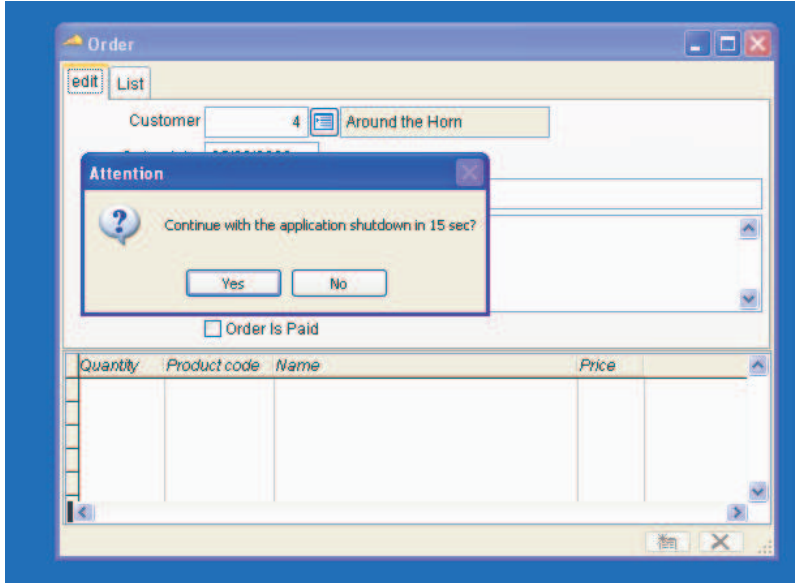 Order
edit List
Customer 4 Around the Horn
Attention
Continue with the application shutdown in 15 sec?
Yes No
Order Is Paid
Quantity Product code Name Price